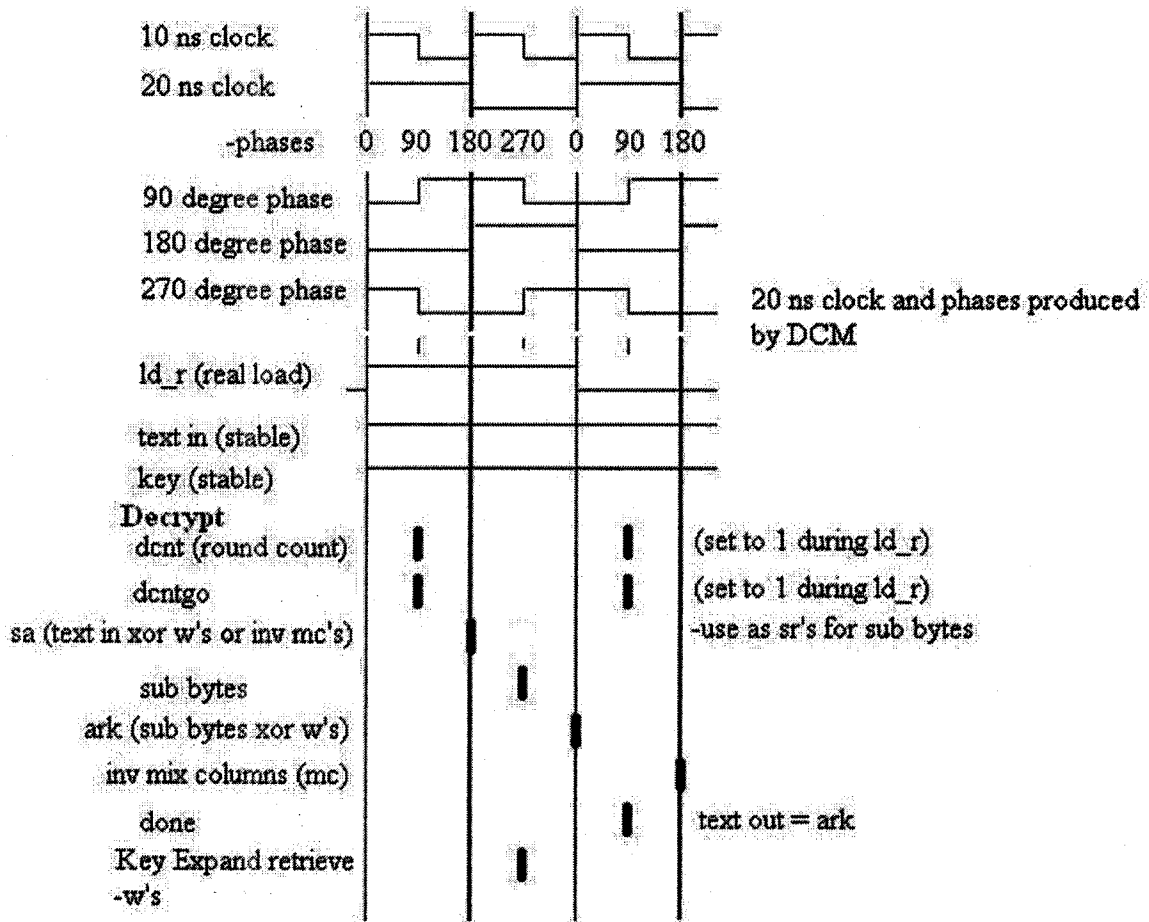 10 ns clock
20 ns clock
-phases 0 90 180 270 0 90 180
90 degree phase
180 degree phase
270 degree phase
20 ns clock and phases produced
by DCM
ld_r (real load)
text in (stable)
key (stable)
Decrypt
dcnt (round count) (set to 1 during ld_r)
dcntgo (set to 1 during ld_r)
sa (text in xor w's or inv mc's) -use as sr's for sub bytes
sub bytes
ark (sub bytes xor w's)
inv mix columns (mc)
done text out = ark
Key Expand retrieve
-w's